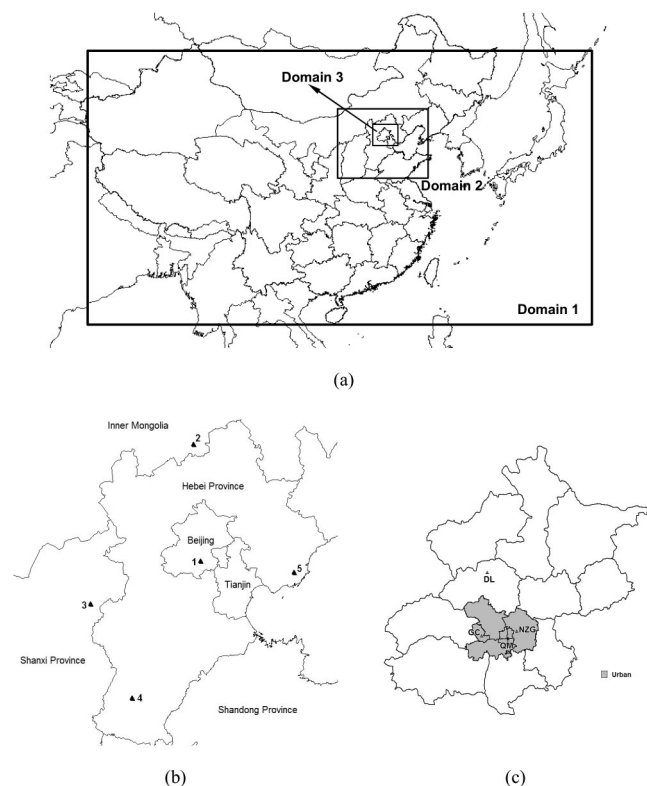 Domain 3
Domain 2
Domain 1
(a)
Inner Mongolia
2
Hebei Province
Beijing
1
Tianjin
5
3
Shanxi Province
4
Shandong Province
(b)
DL
GC
NZG
QM
Urban
(c)